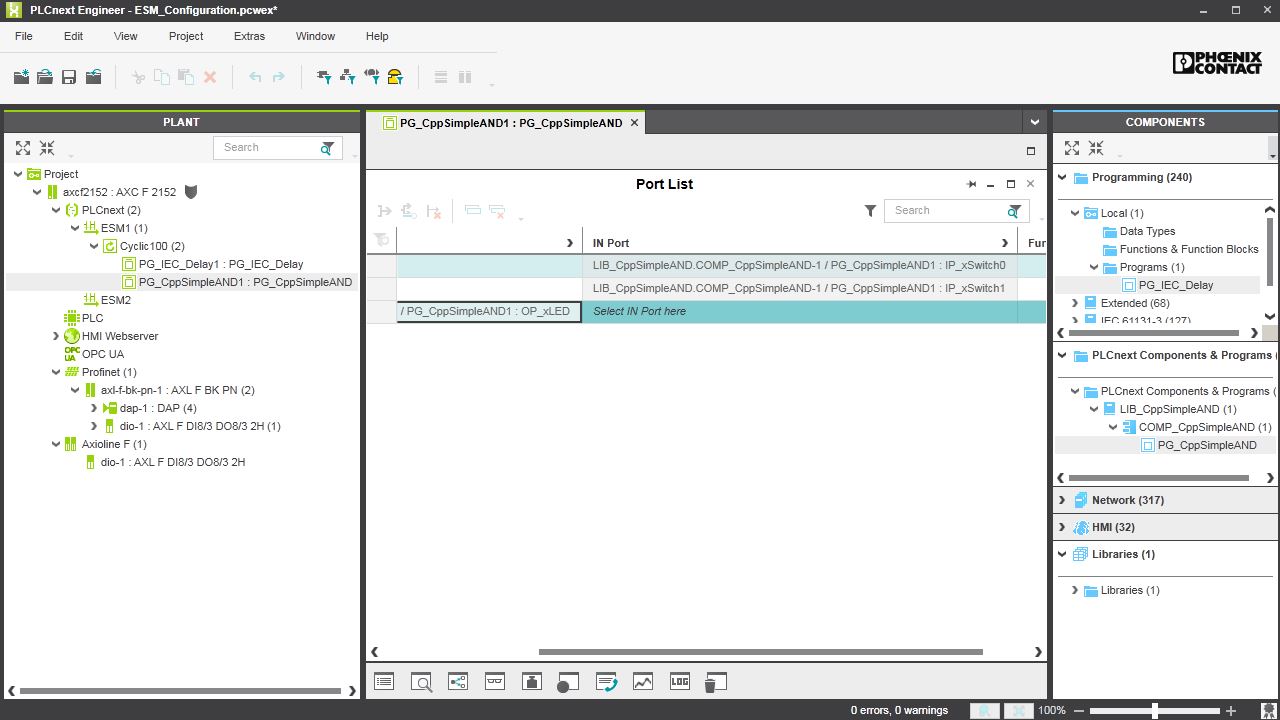 PLCnext Engineer - ESM_Configuration.pcwex*
File Edit View Project Extras Window Help
PHŒNIX
CONTACT
PLANT
Search
Project
axcf2152 : AXC F 2152
PLCnext (2)
ESM1 (1)
Cyclic100 (2)
PG_IEC_Delay1 : PG_IEC_Delay
PG_CppSimpleAND1 : PG_CppSimpleAND
ESM2
PLC
HMI Webserver
OPC UA OPC UA
Profinet (1)
axl-f-bk-pn-1 : AXL F BK PN (2)
dap-1 : DAP (4)
dio-1 : AXL F DI8/3 DO8/3 2H (1)
Axioline F (1)
dio-1 : AXL F DI8/3 DO8/3 2H
PG_CppSimpleAND1 : PG_CppSimpleAND
Port List
Search
IN Port Fur
LIB_CppSimpleAND.COMP_CppSimpleAND-1 / PG_CppSimpleAND1 : IP_xSwitch0
LIB_CppSimpleAND.COMP_CppSimpleAND-1 / PG_CppSimpleAND1 : IP_xSwitch1
/ PG_CppSimpleAND1 : OP_xLED Select IN Port here
LOG
COMPONENTS
Programming (240)
Local (1)
Data Types
Functions & Function Blocks
Programs (1)
PG_IEC_Delay
Extended (68)
IEC 61131-3 (127)
PLCnext Components & Programs (
PLCnext Components & Programs (
LIB_CppSimpleAND (1)
COMP_CppSimpleAND (1)
PG_CppSimpleAND
Network (317)
HMI (32)
Libraries (1)
Libraries (1)
0 errors, 0 warnings 100%